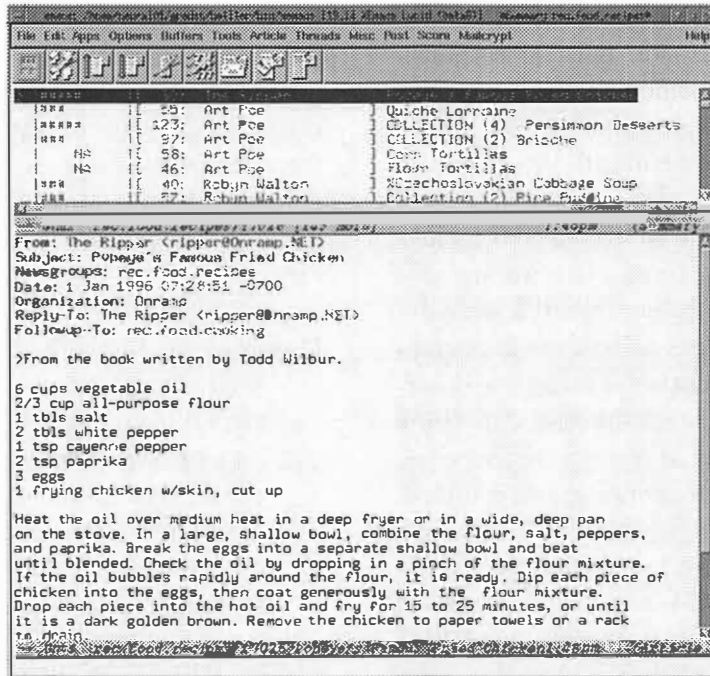 File Edit Apps Options Buffers Tools Article Threads Misc Post Score Mailcrypt Help
55: Art Poe ] Quiche Lorraine
123: Art Poe ] COLLECTION (4) Persimmon Desserts
97: Art Poe ] COLLECTION (2) Brioche
58: Art Poe Corn Tortillas
46: Art Poe Flour Tortillas
40: Robyn Walton ] Czechoslovakian Cabbage Soup
Robyn Walton ] Collection (2) Rice Pudding
From: The Ripper <ripper@Onramp.NET>
Subject: Popeye's Famous Fried Chicken
Newsgroups: rec.food.recipes
Date: 1 Jan 1996 07:28:51 -0700
Organization: Onramp
Reply-To: The Ripper <ripper@Onramp.NET>
Followup-To: rec.food.cooking
>From the book written by Todd Wilbur.
6 cups vegetable oil
2/3 cup all-purpose flour
1 tbls salt
2 tbls white pepper
1 tsp cayenne pepper
2 tsp paprika
3 eggs
1 frying chicken w/skin, cut up
Heat the oil over medium heat in a deep fryer or in a wide, deep pan
on the stove. In a large, shallow bowl, combine the flour, salt, peppers,
and paprika. Break the eggs into a separate shallow bowl and beat
until blended. Check the oil by dropping in a pinch of the flour mixture.
If the oil bubbles rapidly around the flour, it is ready. Dip each piece of
chicken into the eggs, then coat generously with the flour mixture.
Drop each piece into the hot oil and fry for 15 to 25 minutes, or until
it is a dark golden brown. Remove the chicken to paper towels or a rack
to drain.